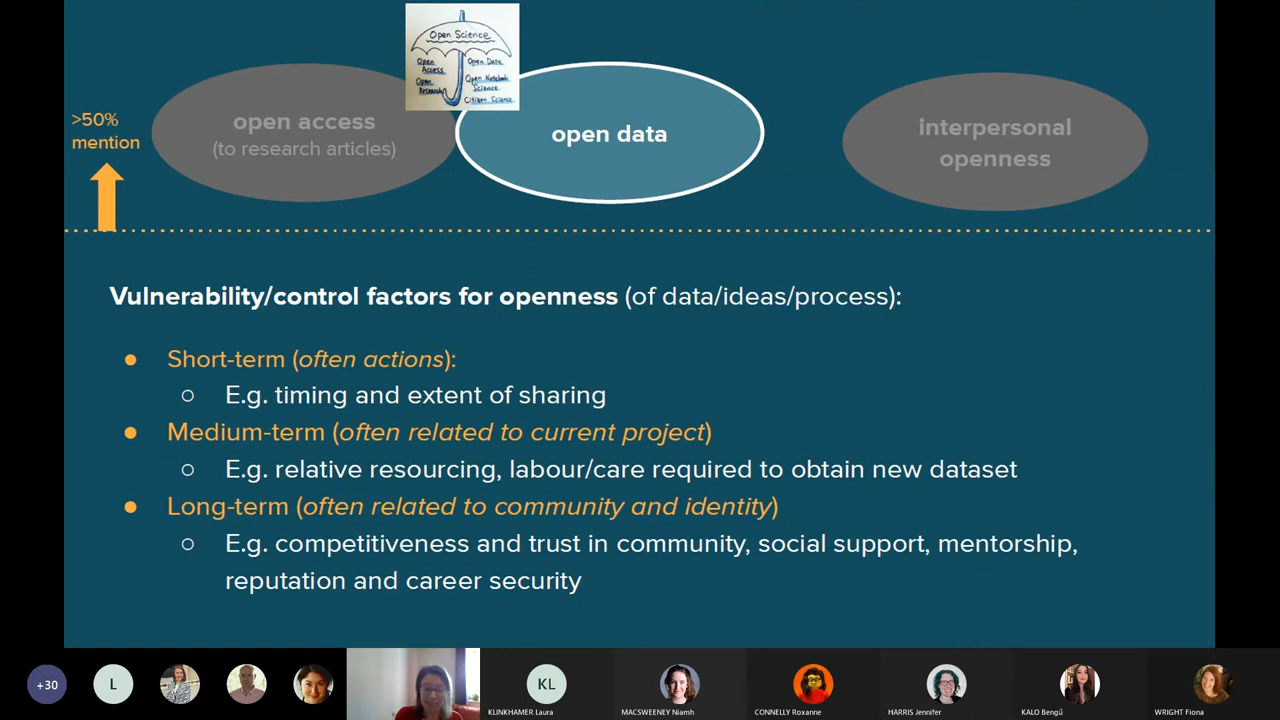 Open Science
Open Access
Open Data
Open Research
Open Notebook Science
Citizen Science
>50%
mention
open access
(to research articles)
open data
interpersonal
openness
Vulnerability/control factors for openness (of data/ideas/process):
● Short-term (often actions):
○ E.g. timing and extent of sharing
● Medium-term (often related to current project)
○ E.g. relative resourcing, labour/care required to obtain new dataset
● Long-term (often related to community and identity)
○ E.g. competitiveness and trust in community, social support, mentorship,
reputation and career security
+30
L
KL
KLINKHAMER Laura
MACSWEENEY Niamh
CONNELLY Roxanne
HARRIS Jennifer
KALO Bengü
WRIGHT Fiona